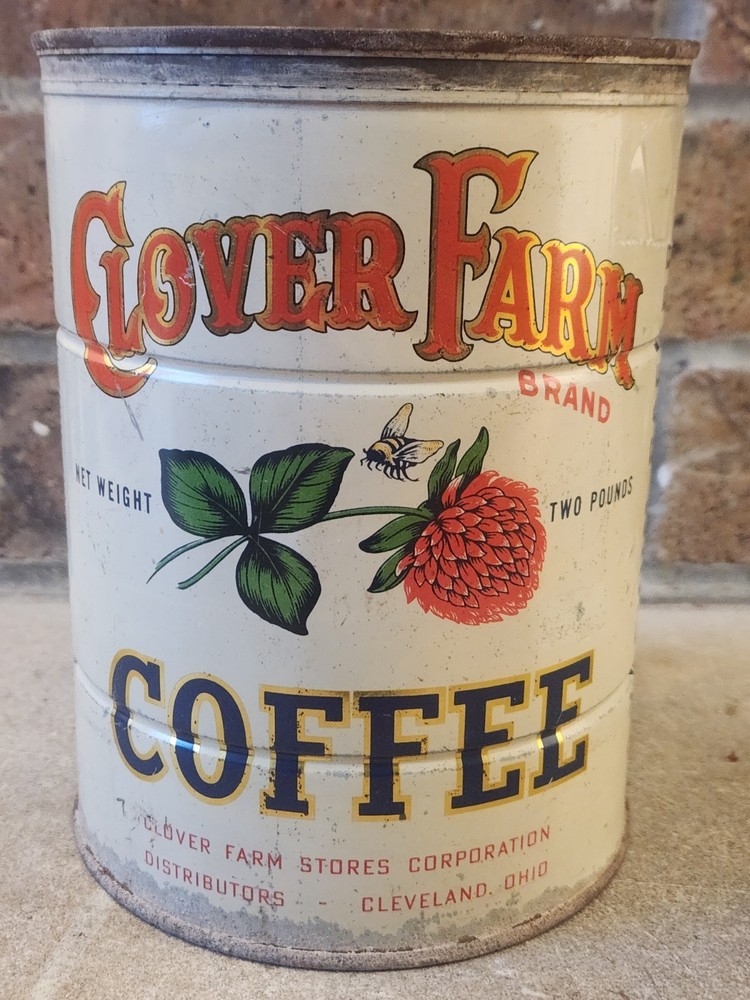 CLOVER FARM
BRAND
NET WEIGHT TWO POUNDS
COFFEE
CLOVER FARM STORES CORPORATION
DISTRIBUTORS - CLEVELAND, OHIO